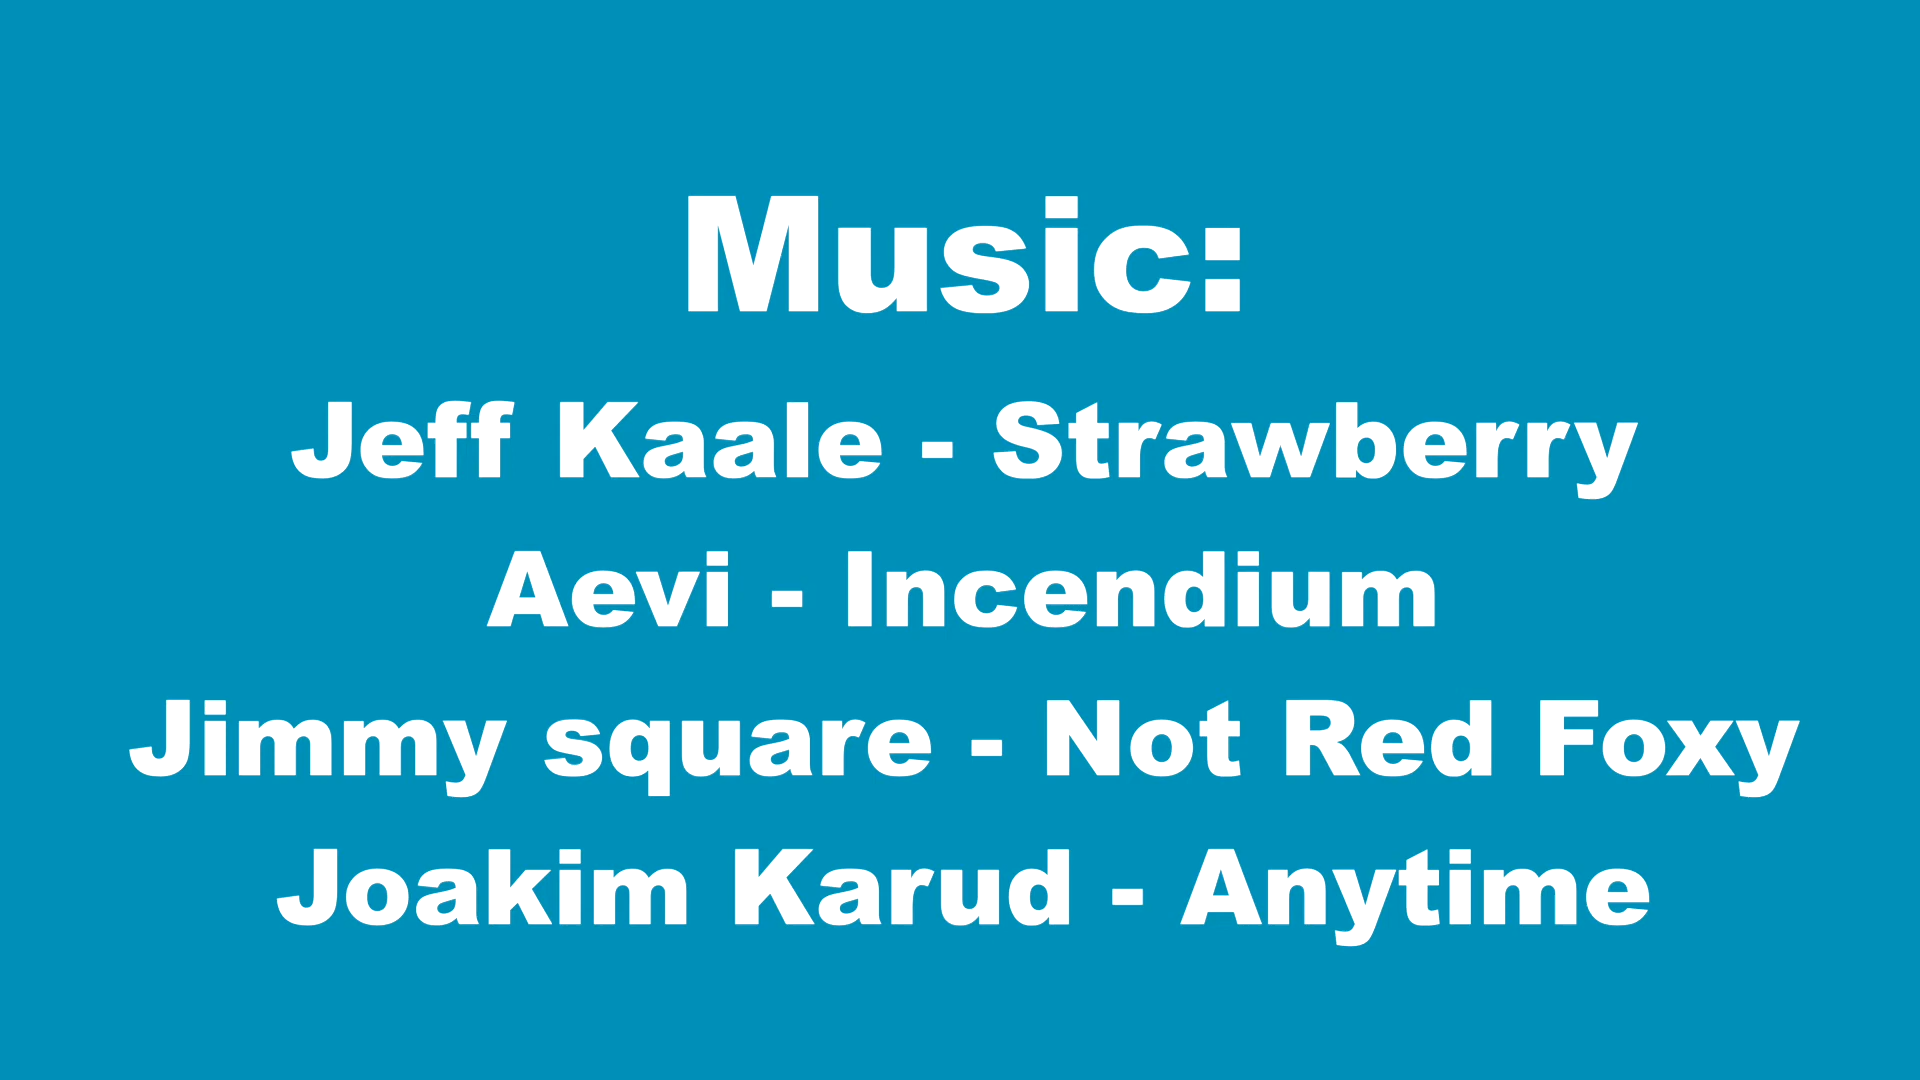 Music:
Jeff Kaale - Strawberry
Aevi - Incendium
Jimmy square - Not Red Foxy
Joakim Karud - Anytime